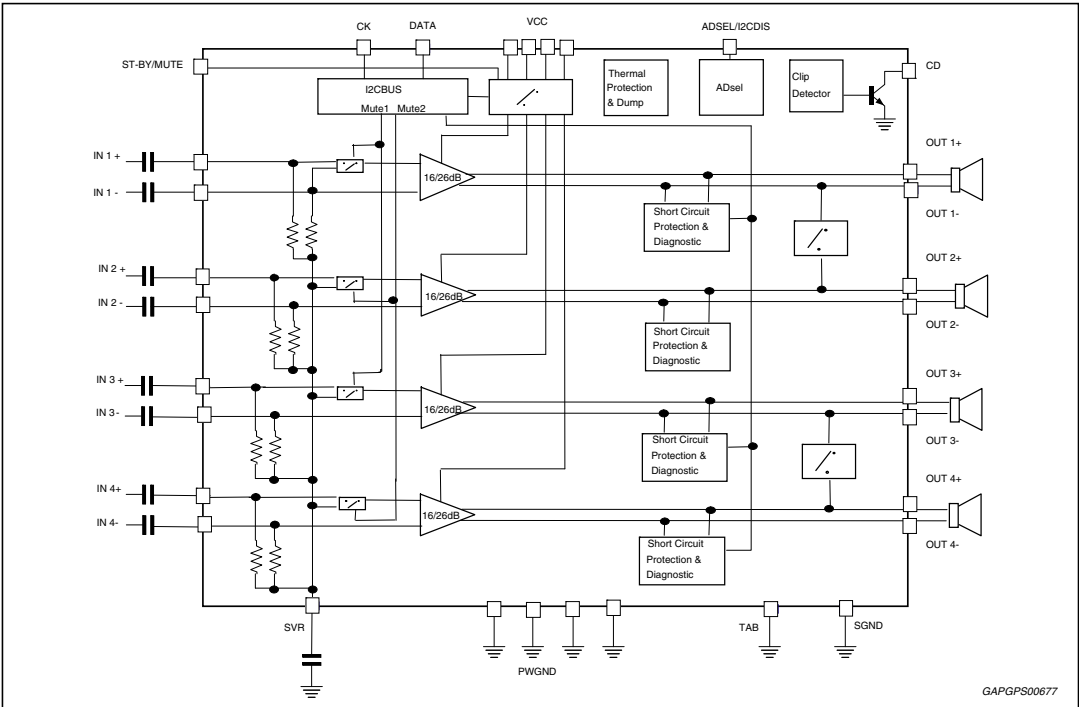 CK
DATA
VCC
ADSEL/I2CDIS
ST-BY/MUTE
CD
I2CBUS
Mute1 Mute2
Thermal
Protection
& Dump
ADsel
Clip
Detector
IN 1 +
IN 1 -
16/26dB
OUT 1+
OUT 1-
Short Circuit
Protection &
Diagnostic
IN 2 +
IN 2 -
16/26dB
OUT 2+
OUT 2-
Short Circuit
Protection &
Diagnostic
IN 3 +
IN 3-
16/26dB
OUT 3+
OUT 3-
Short Circuit
Protection &
Diagnostic
IN 4+
IN 4-
16/26dB
OUT 4+
OUT 4-
Short Circuit
Protection &
Diagnostic
SVR
PWGND
TAB
SGND
GAPGPS00677